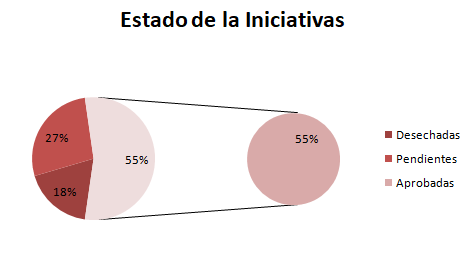 Estado de la Iniciativas
27%
55%
18%
55%
Desechadas
Pendientes
Aprobadas